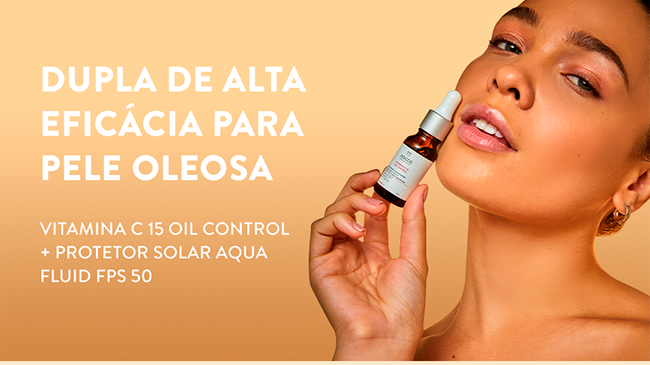 DUPLA DE ALTA
EFICÁCIA PARA
PELE OLEOSA
VITAMINA C 15 OIL CONTROL
+ PROTETOR SOLAR AQUA
FLUID FPS 50